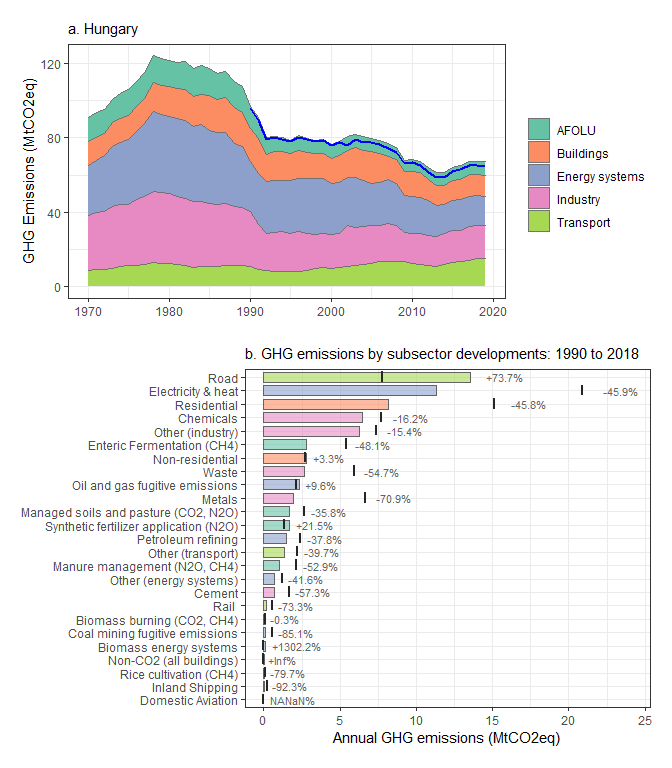 a. Hungary
GHG Emissions (MtCO2eq)
120
80
40
0
1970
1980
1990
2000
2010
2020
AFOLU
Buildings
Energy systems
Industry
Transport
b. GHG emissions by subsector developments: 1990 to 2018
Road +73.7%
Electricity & heat -45.9%
Residential -45.8%
Chemicals -16.2%
Other (industry) -15.4%
Enteric Fermentation (CH4) -48.1%
Non-residential +3.3%
Waste -54.7%
Oil and gas fugitive emissions +9.6%
Metals -70.9%
Managed soils and pasture (CO2, N2O) -35.8%
Synthetic fertilizer application (N2O) +21.5%
Petroleum refining -37.8%
Other (transport) -39.7%
Manure management (N2O, CH4) -52.9%
Other (energy systems) -41.6%
Cement -57.3%
Rail -73.3%
Biomass burning (CO2, CH4) -0.3%
Coal mining fugitive emissions -85.1%
Biomass energy systems +1302.2%
Non-CO2 (all buildings) +Inf%
Rice cultivation (CH4) -79.7%
Inland Shipping -92.3%
Domestic Aviation NANaN%
0
5
10
15
20
25
Annual GHG emissions (MtCO2eq)